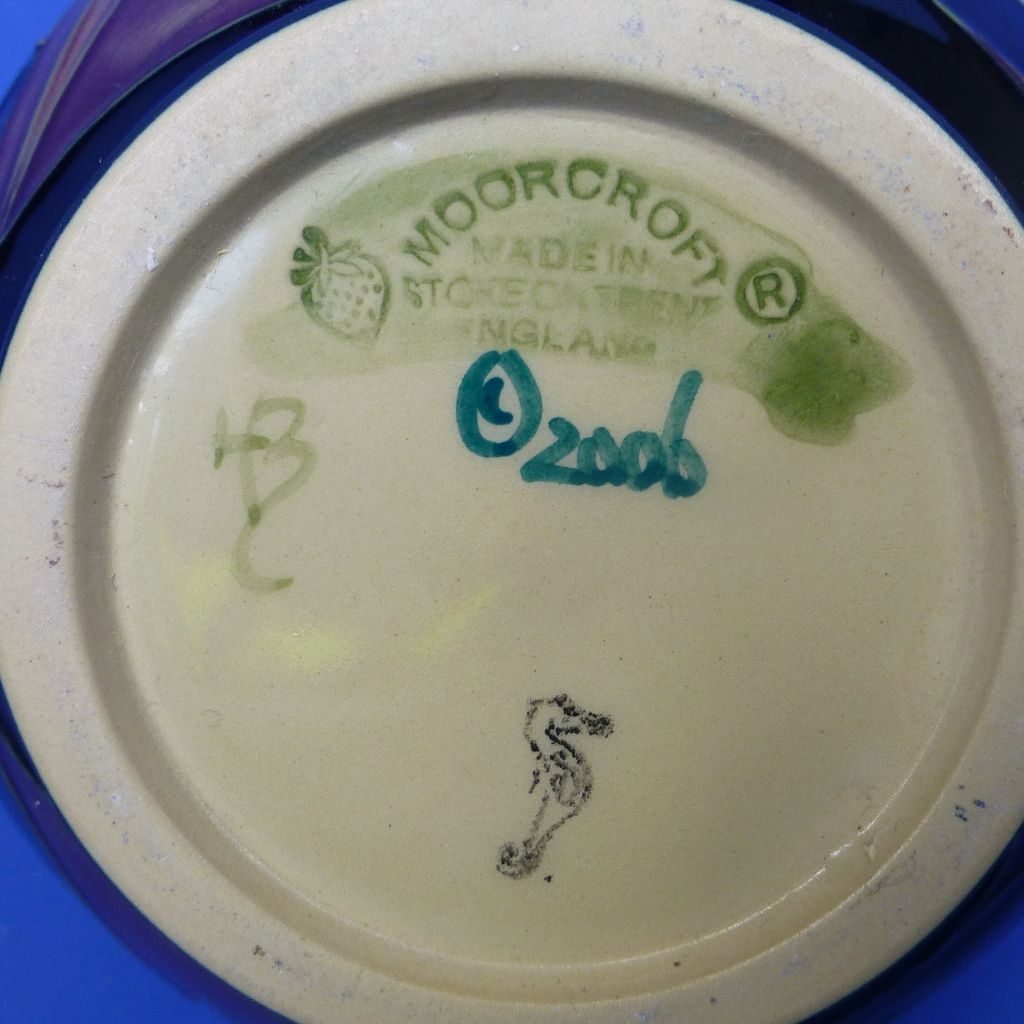 MOORCROFT ®
MADE IN
STOKE ON TRENT
ENGLAND
© 2006